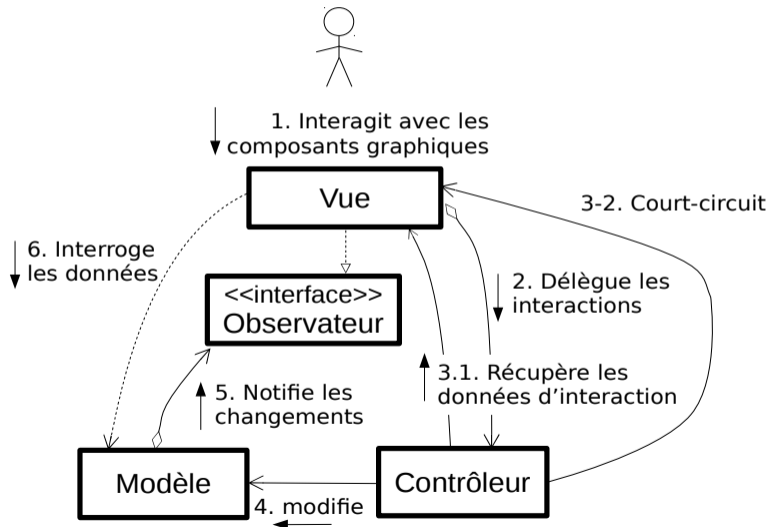 1. Interagit avec les
composants graphiques
Vue
3-2. Court-circuit
6. Interroge
les données
2. Délègue les
interactions
<<interface>>
Observateur
3.1. Récupère les
données d’interaction
5. Notifie les
changements
Modèle
Contrôleur
4. modifie